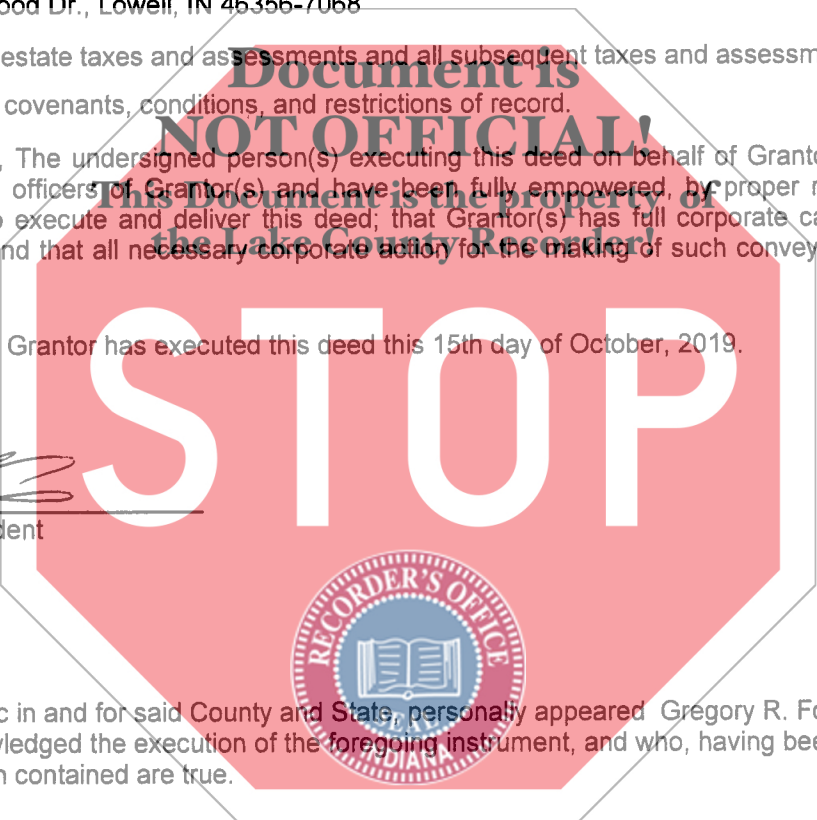 ood Dr., Lowell, IN 46356-7068
estate taxes and assessments and all subsequent taxes and assessm
Document is
covenants, conditions, and restrictions of record.
NOT OFFICIAL!
, The undersigned person(s) executing this deed on behalf of Granto
officers of Grantor(s) and have been fully empowered, by proper r
This Document is the property of
o execute and deliver this deed; that Grantor(s) has full corporate ca
the Lake County Recorder!
nd that all necessary corporate action for the making of such convey
Grantor has executed this deed this 15th day of October, 2019.
STOP
dent
RECORDER'S OFFICE
c in and for said County and State, personally appeared Gregory R. Fo
SEAL
wledged the execution of the foregoing instrument, and who, having bee
INDIANA
n contained are true.